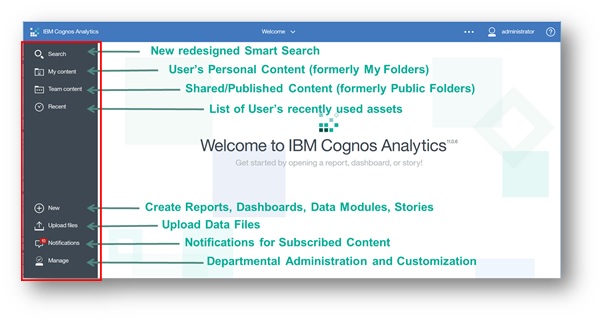 IBM Cognos Analytics
Welcome
administrator
Search
New redesigned Smart Search
My content
User's Personal Content (formerly My Folders)
Team content
Shared/Published Content (formerly Public Folders)
Recent
List of User's recently used assets
Welcome to IBM Cognos Analytics 11.0.6
Get started by opening a report, dashboard, or story!
New
Create Reports, Dashboards, Data Modules, Stories
Upload files
Upload Data Files
Notifications
Notifications for Subscribed Content
Manage
Departmental Administration and Customization